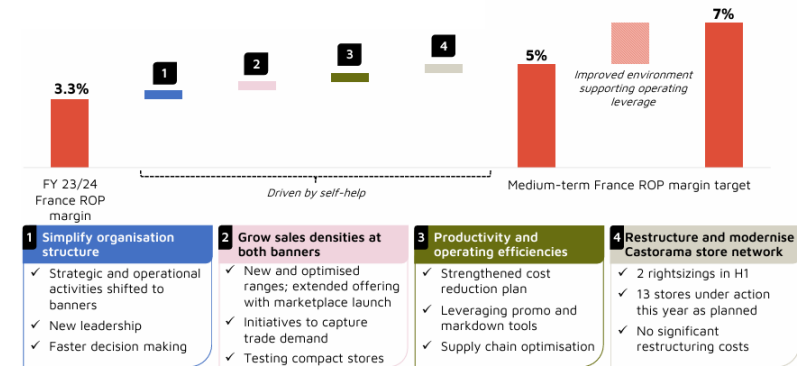 7%
5%
3.3%
1
2
3
4
Improved environment
supporting operating
leverage
FY 23/24
France ROP
margin
Driven by self-help
Medium-term France ROP margin target
1 Simplify organisation
structure
✓ Strategic and operational
activities shifted to
banners
✓ New leadership
✓ Faster decision making
2 Grow sales densities at
both banners
✓ New and optimised
ranges; extended offering
with marketplace launch
✓ Initiatives to capture
trade demand
✓ Testing compact stores
3 Productivity and
operating efficiencies
✓ Strengthened cost
reduction plan
✓ Leveraging promo and
markdown tools
✓ Supply chain optimisation
4 Restructure and modernise
Castorama store network
✓ 2 rightsizings in H1
✓ 13 stores under action
this year as planned
✓ No significant
restructuring costs